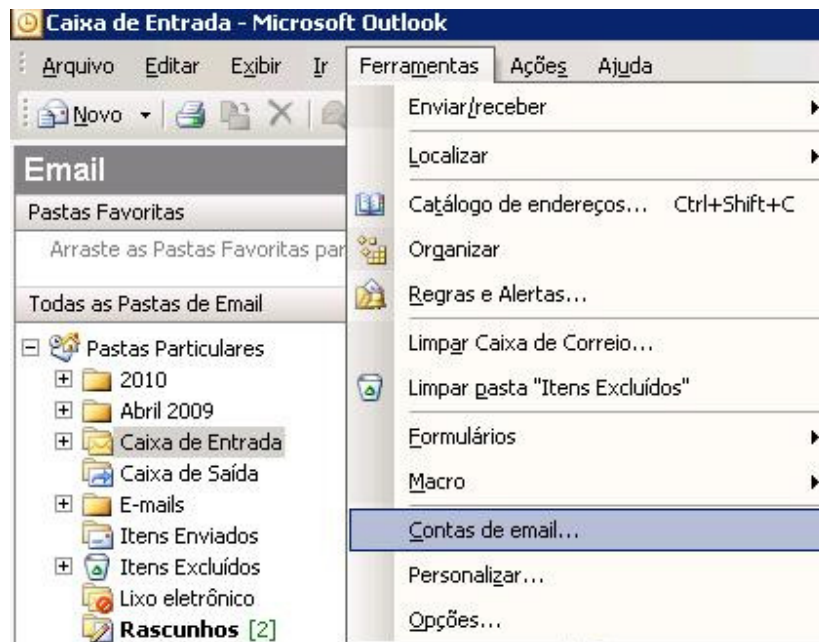 Caixa de Entrada - Microsoft Outlook
Arquivo Editar Exibir Ir Ferramentas Ações Ajuda
Novo
Email
Pastas Favoritas
Arraste as Pastas Favoritas par
Todas as Pastas de Email
Pastas Particulares
2010
Abril 2009
Caixa de Entrada
Caixa de Saída
E-mails
Itens Enviados
Itens Excluídos
Lixo eletrônico
Rascunhos [2]
Enviar/receber
Localizar
Catálogo de endereços... Ctrl+Shift+C
Organizar
Regras e Alertas...
Limpar Caixa de Correio...
Limpar pasta "Itens Excluídos"
Formulários
Macro
Contas de email...
Personalizar...
Opções...